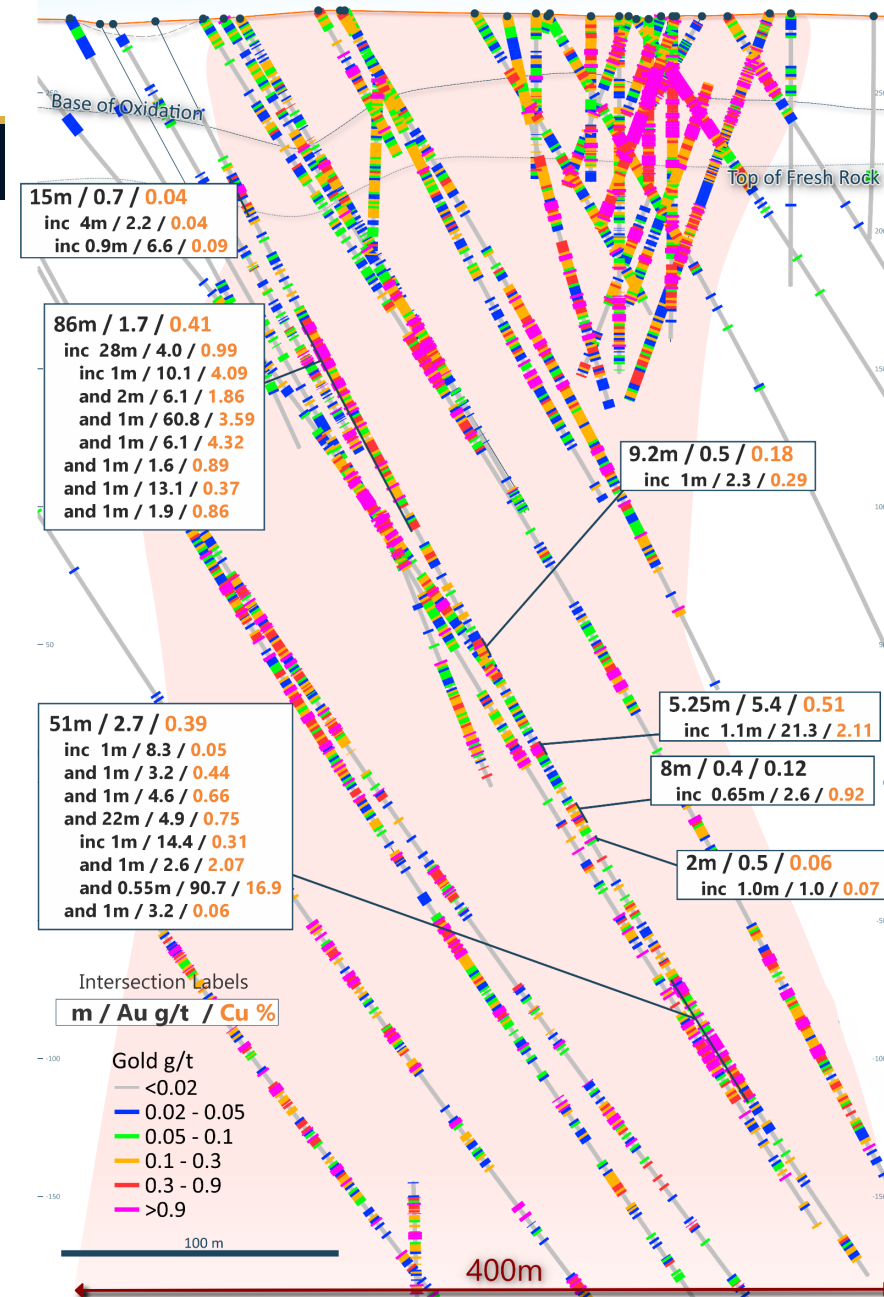 Base of Oxidation
Top of Fresh Rock
200
150
100
15m / 0.7 / 0.04
inc 4m / 2.2 / 0.04
inc 0.9m / 6.6 / 0.09
86m / 1.7 / 0.41
inc 28m / 4.0 / 0.99
inc 1m / 10.1 / 4.09
and 2m / 6.1 / 1.86
and 1m / 60.8 / 3.59
and 1m / 6.1 / 4.32
and 1m / 1.6 / 0.89
and 1m / 13.1 / 0.37
and 1m / 1.9 / 0.86
9.2m / 0.5 / 0.18
inc 1m / 2.3 / 0.29
50
5.25m / 5.4 / 0.51
inc 1.1m / 21.3 / 2.11
51m / 2.7 / 0.39
inc 1m / 8.3 / 0.05
and 1m / 3.2 / 0.44
and 1m / 4.6 / 0.66
and 22m / 4.9 / 0.75
inc 1m / 14.4 / 0.31
and 1m / 2.6 / 2.07
and 0.55m / 90.7 / 16.9
and 1m / 3.2 / 0.06
8m / 0.4 / 0.12
inc 0.65m / 2.6 / 0.92
2m / 0.5 / 0.06
inc 1.0m / 1.0 / 0.07
Intersection Labels
m / Au g/t / Cu %
Gold g/t
-100
<0.02
0.02 - 0.05
0.05 - 0.1
0.1 - 0.3
0.3 - 0.9
>0.9
-150
100 m
400m